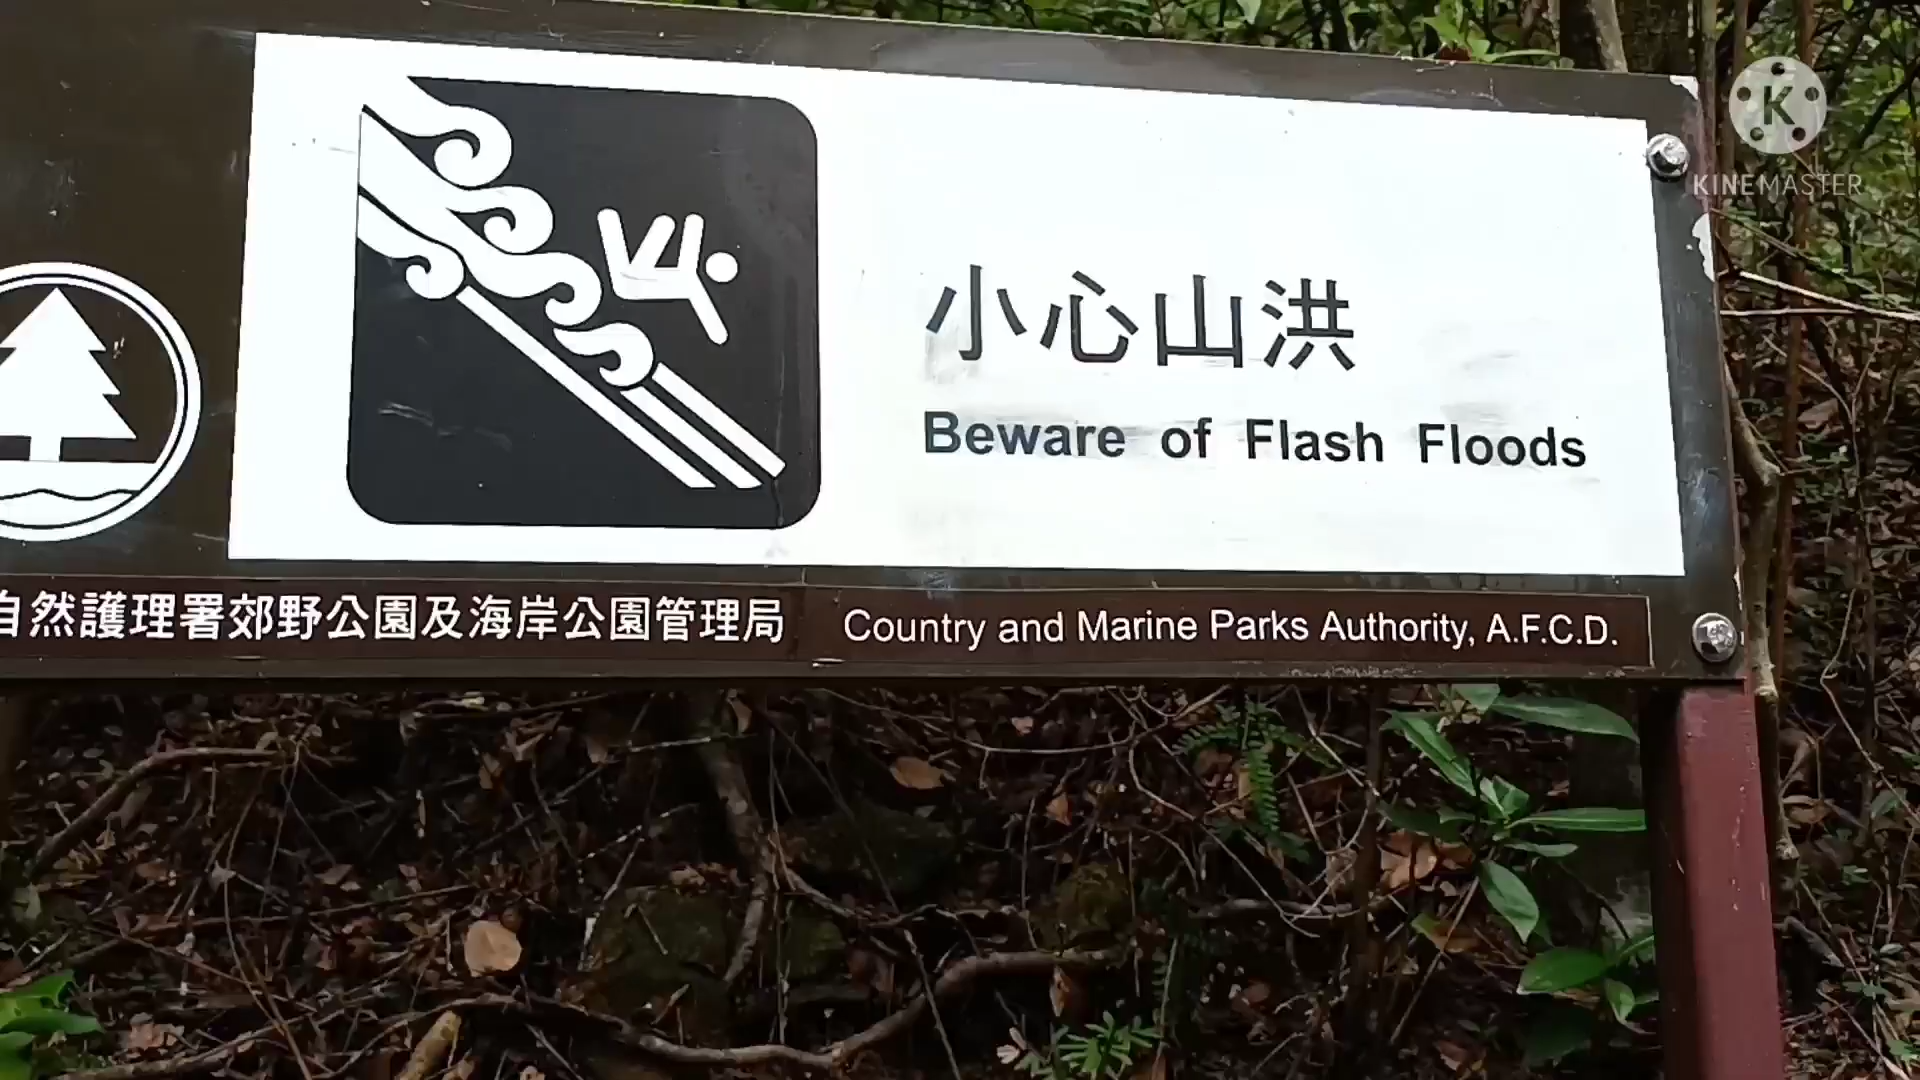 小心山洪
Beware of Flash Floods
自然護理署郊野公園及海岸公園管理局 Country and Marine Parks Authority, A.F.C.D.
K
KINEMASTER